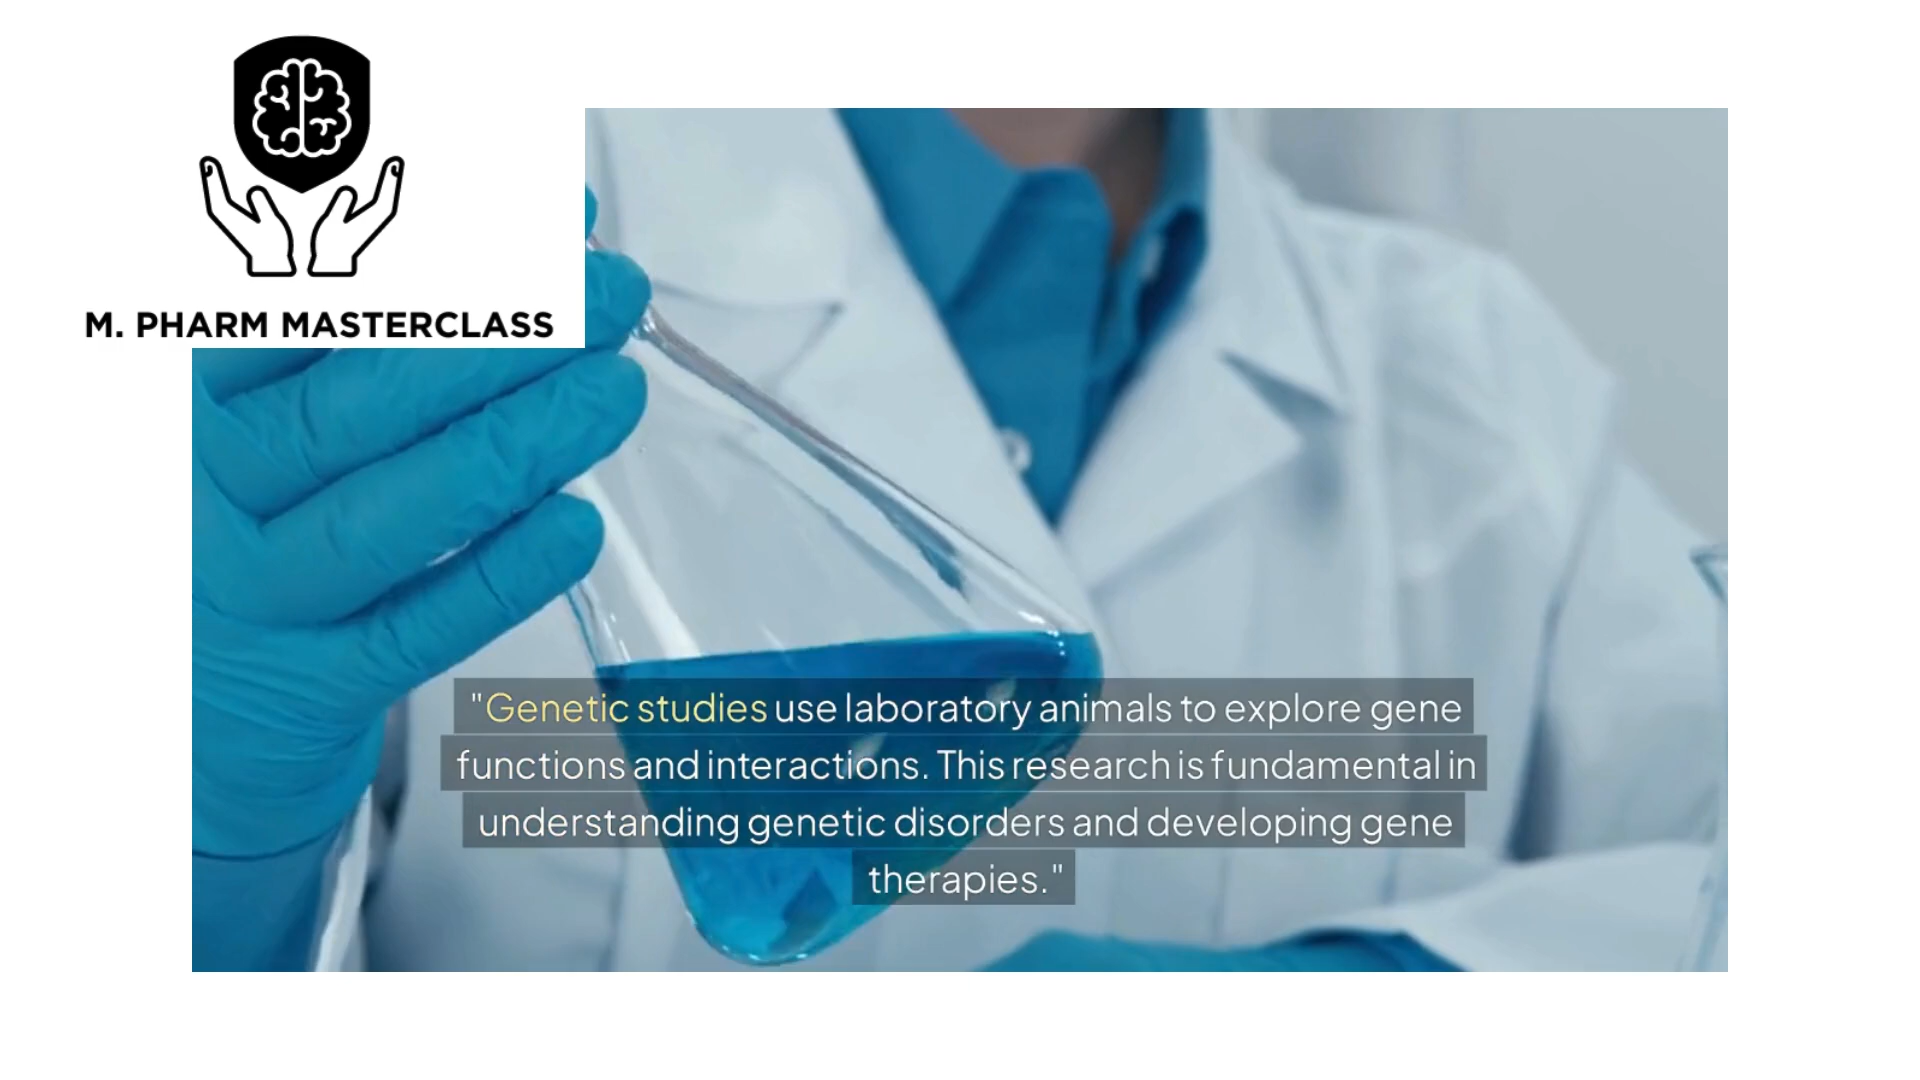 M. PHARM MASTERCLASS
"Genetic studies use laboratory animals to explore gene
functions and interactions. This research is fundamental in
understanding genetic disorders and developing gene
therapies."